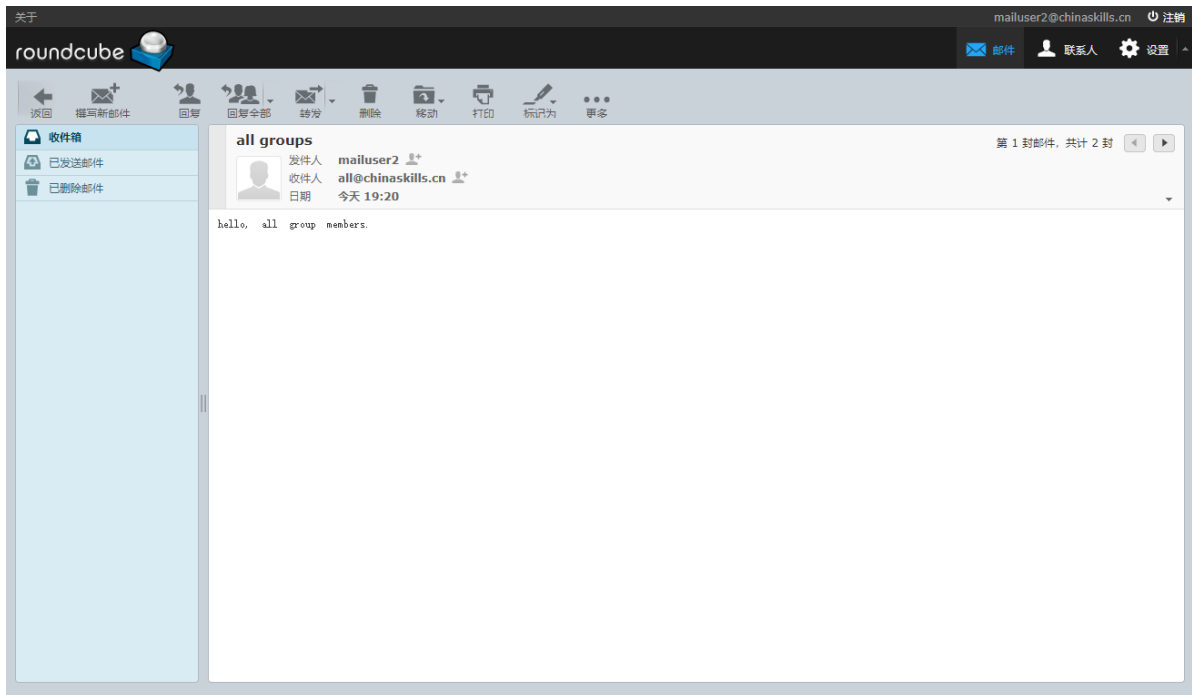 关于 mailuser2@chinaskills.cn 注销
roundcube 邮件 联系人 设置
返回 撰写新邮件 回复 回复全部 转发 删除 移动 打印 标记为 更多
收件箱
已发送邮件
已删除邮件
all groups 第 1 封邮件，共计 2 封
发件人 mailuser2
收件人 all@chinaskills.cn
日期 今天 19:20
hello, all group members.